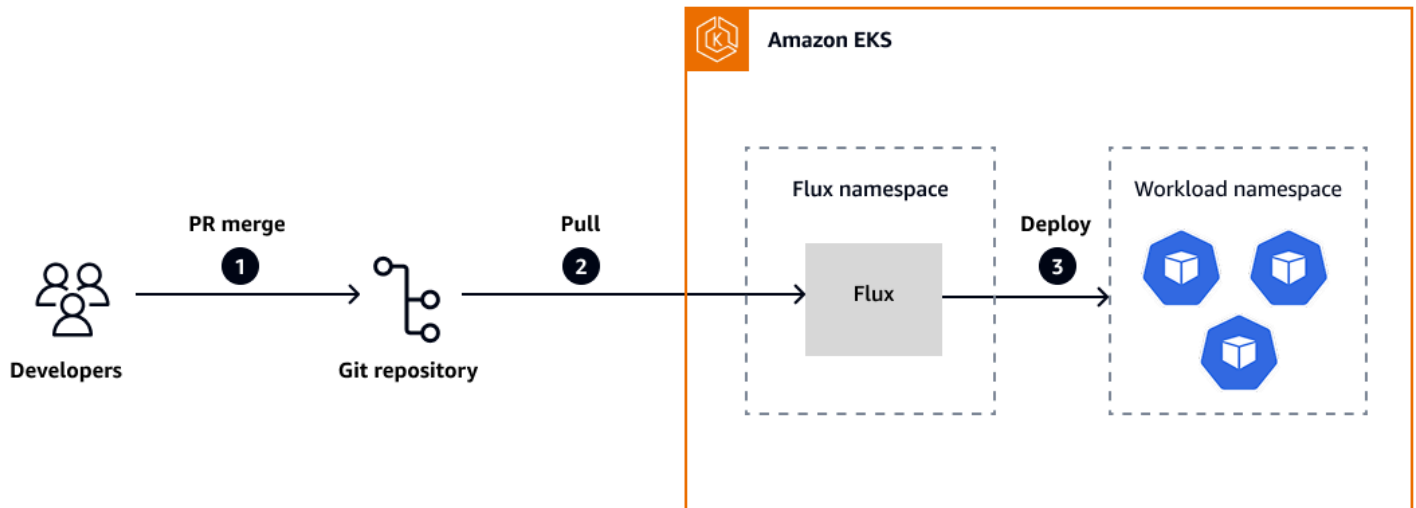 Amazon EKS
Flux namespace
Workload namespace
PR merge
1
Pull
2
Deploy
3
Flux
Developers
Git repository
K